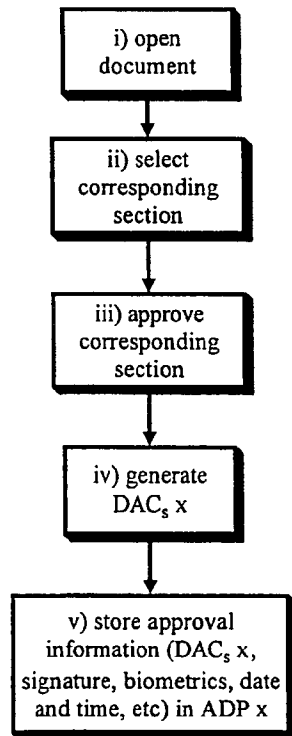 i) open
document
ii) select
corresponding
section
iii) approve
corresponding
section
iv) generate
DACs x
v) store approval
information (DACs x,
signature, biometrics, date
and time, etc) in ADP x